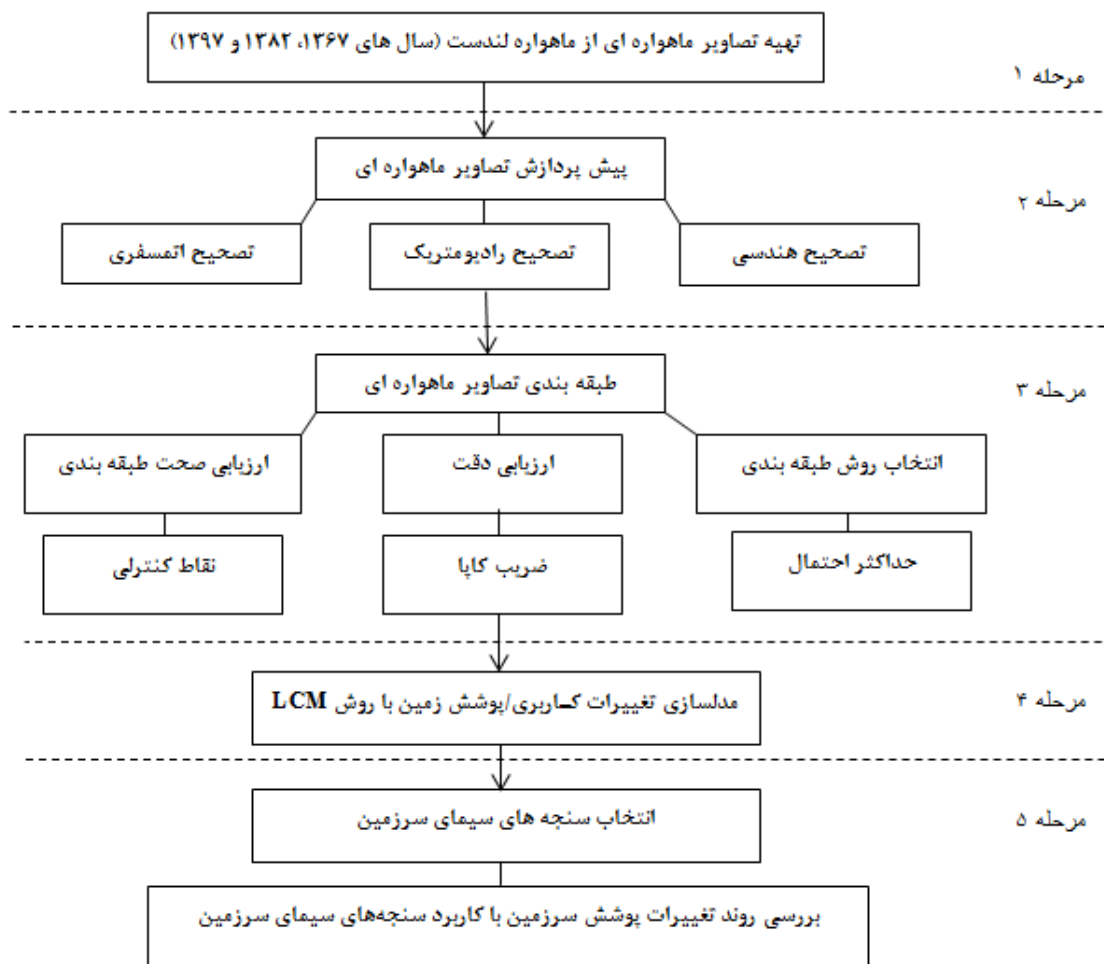 تهیه تصاویر ماهواره ای از ماهواره لندست (سال های ۱۳۶۷، ۱۳۸۲ و ۱۳۹۷)
مرحله ۱
پیش پردازش تصاویر ماهواره ای
مرحله ۲
تصحیح هندسی
تصحیح رادیومتریک
تصحیح اتمسفری
طبقه بندی تصاویر ماهواره ای
مرحله ۳
انتخاب روش طبقه بندی
ارزیابی دقت
ارزیابی صحت طبقه بندی
حداکثر احتمال
ضریب کاپا
نقاط کنترلی
مدلسازی تغییرات کـاربری/پوشش زمین با روش LCM
مرحله ۴
انتخاب سنجه های سیمای سرزمین
مرحله ۵
بررسی روند تغییرات پوشش سرزمین با کاربرد سنجه‌های سیمای سرزمین